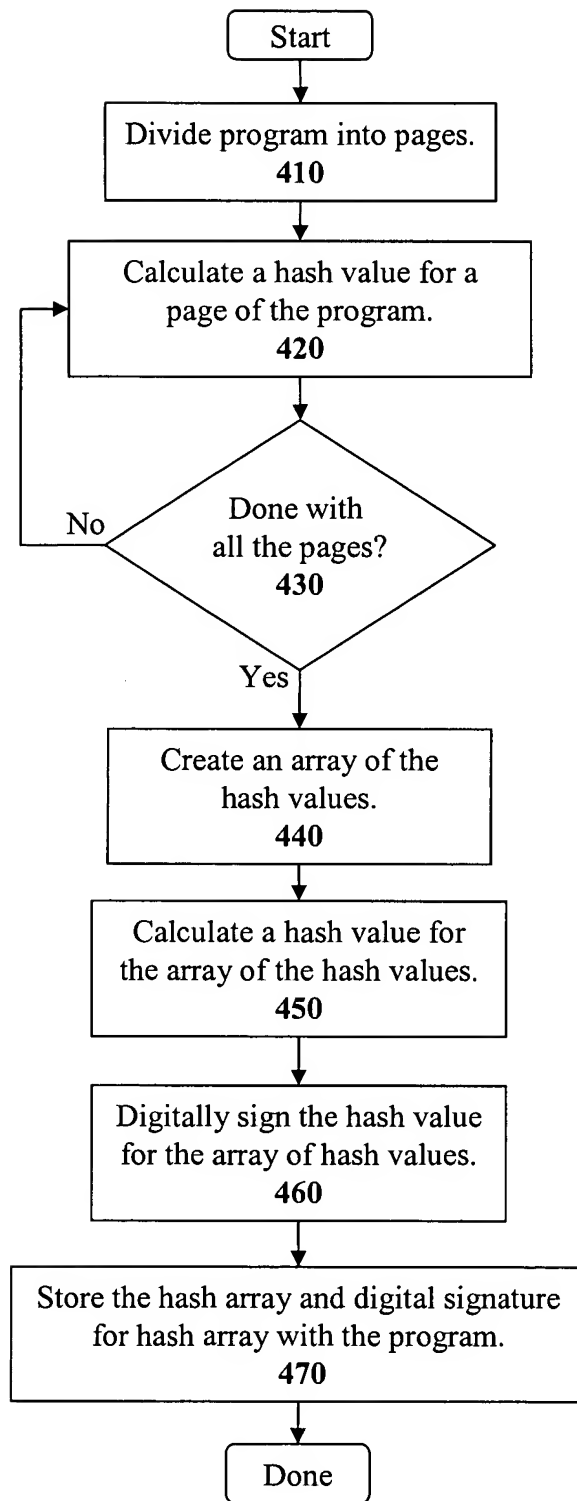 Start
Divide program into pages.
410
Calculate a hash value for a
page of the program.
420
Done with
all the pages?
430
No
Yes
Create an array of the
hash values.
440
Calculate a hash value for
the array of the hash values.
450
Digitally sign the hash value
for the array of hash values.
460
Store the hash array and digital signature
for hash array with the program.
470
Done